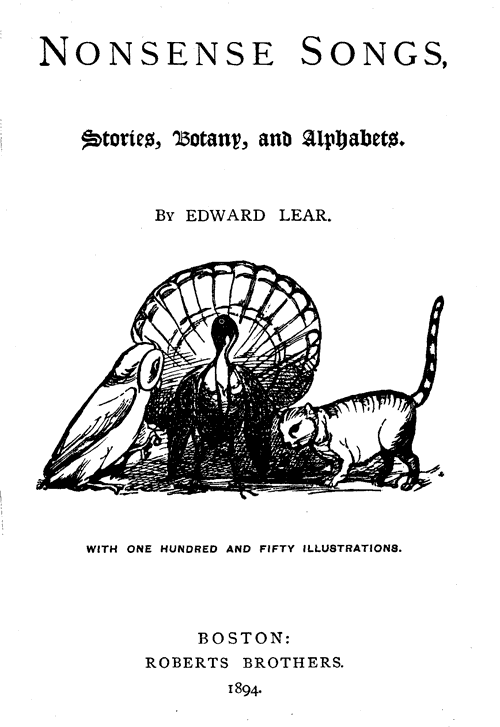 NONSENSE SONGS,
Stories, Botany, and Alphabets.
BY EDWARD LEAR.
WITH ONE HUNDRED AND FIFTY ILLUSTRATIONS.
BOSTON:
ROBERTS BROTHERS.
1894.